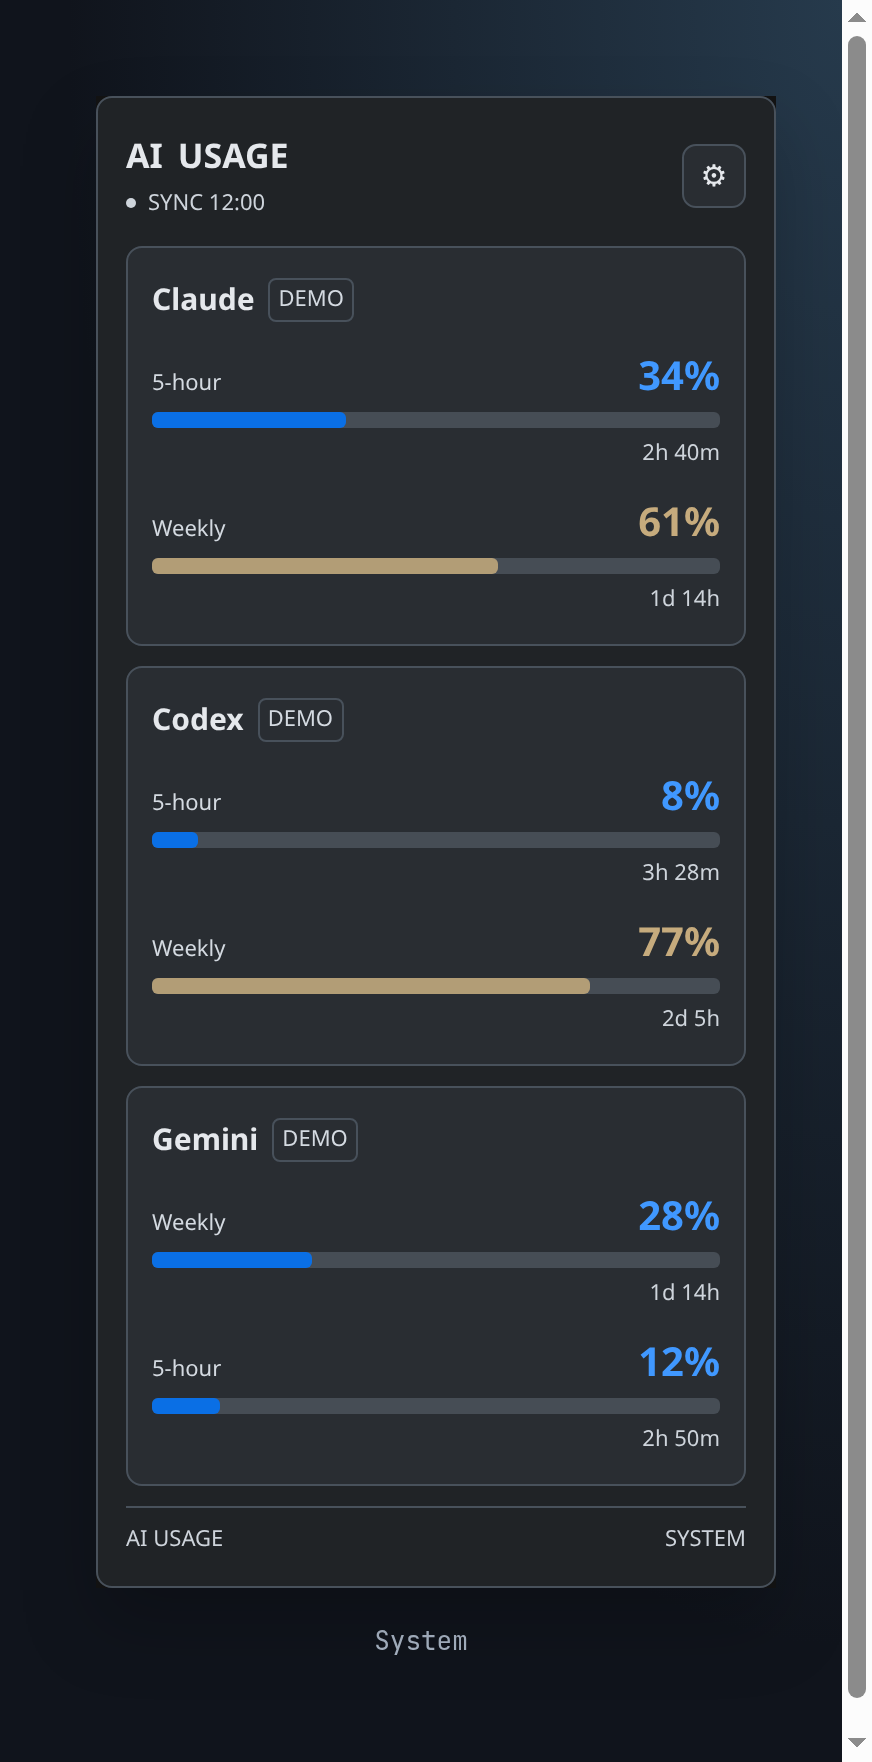 AI USAGE
SYNC 12:00
Claude DEMO
5-hour 34%
2h 40m
Weekly 61%
1d 14h
Codex DEMO
5-hour 8%
3h 28m
Weekly 77%
2d 5h
Gemini DEMO
Weekly 28%
1d 14h
5-hour 12%
2h 50m
AI USAGE SYSTEM
System